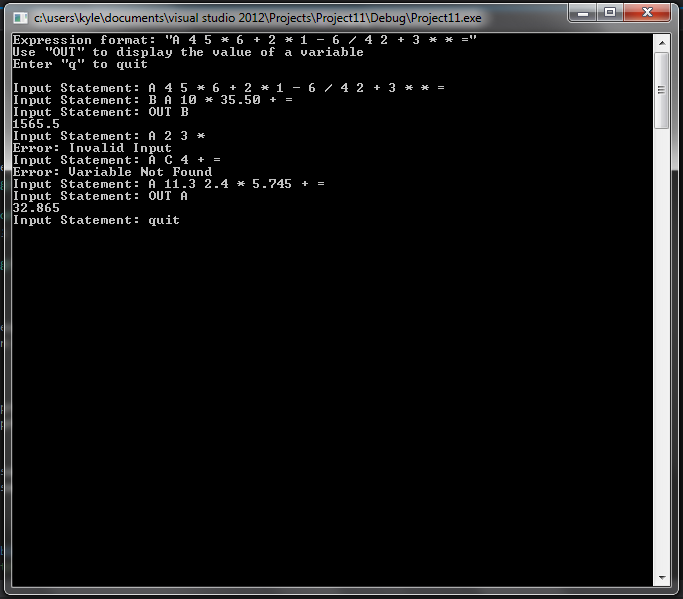 c:\users\kyle\documents\visual studio 2012\Projects\Project11\Debug\Project11.exe
Expression format: "A 4 5 * 6 + 2 * 1 - 6 / 4 2 + 3 * * ="
Use "OUT" to display the value of a variable
Enter "q" to quit
Input Statement: A 4 5 * 6 + 2 * 1 - 6 / 4 2 + 3 * * =
Input Statement: B A 10 * 35.50 + =
Input Statement: OUT B
1565.5
Input Statement: A 2 3 *
Error: Invalid Input
Input Statement: A C 4 + =
Error: Variable Not Found
Input Statement: A 11.3 2.4 * 5.745 + =
Input Statement: OUT A
32.865
Input Statement: quit